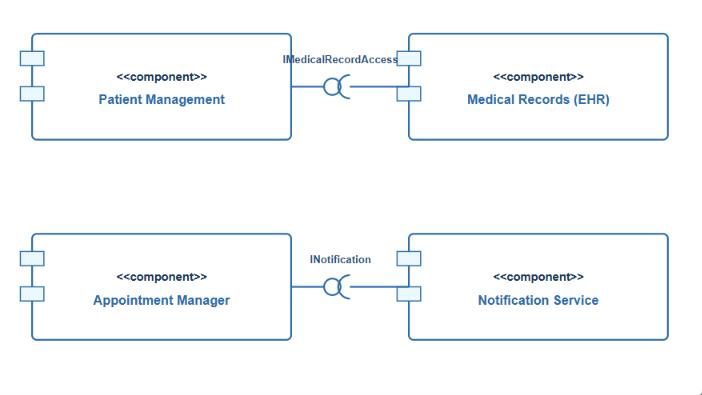 IMedicalRecordAccess
<<component>>
Patient Management
<<component>>
Medical Records (EHR)
INotification
<<component>>
Appointment Manager
<<component>>
Notification Service